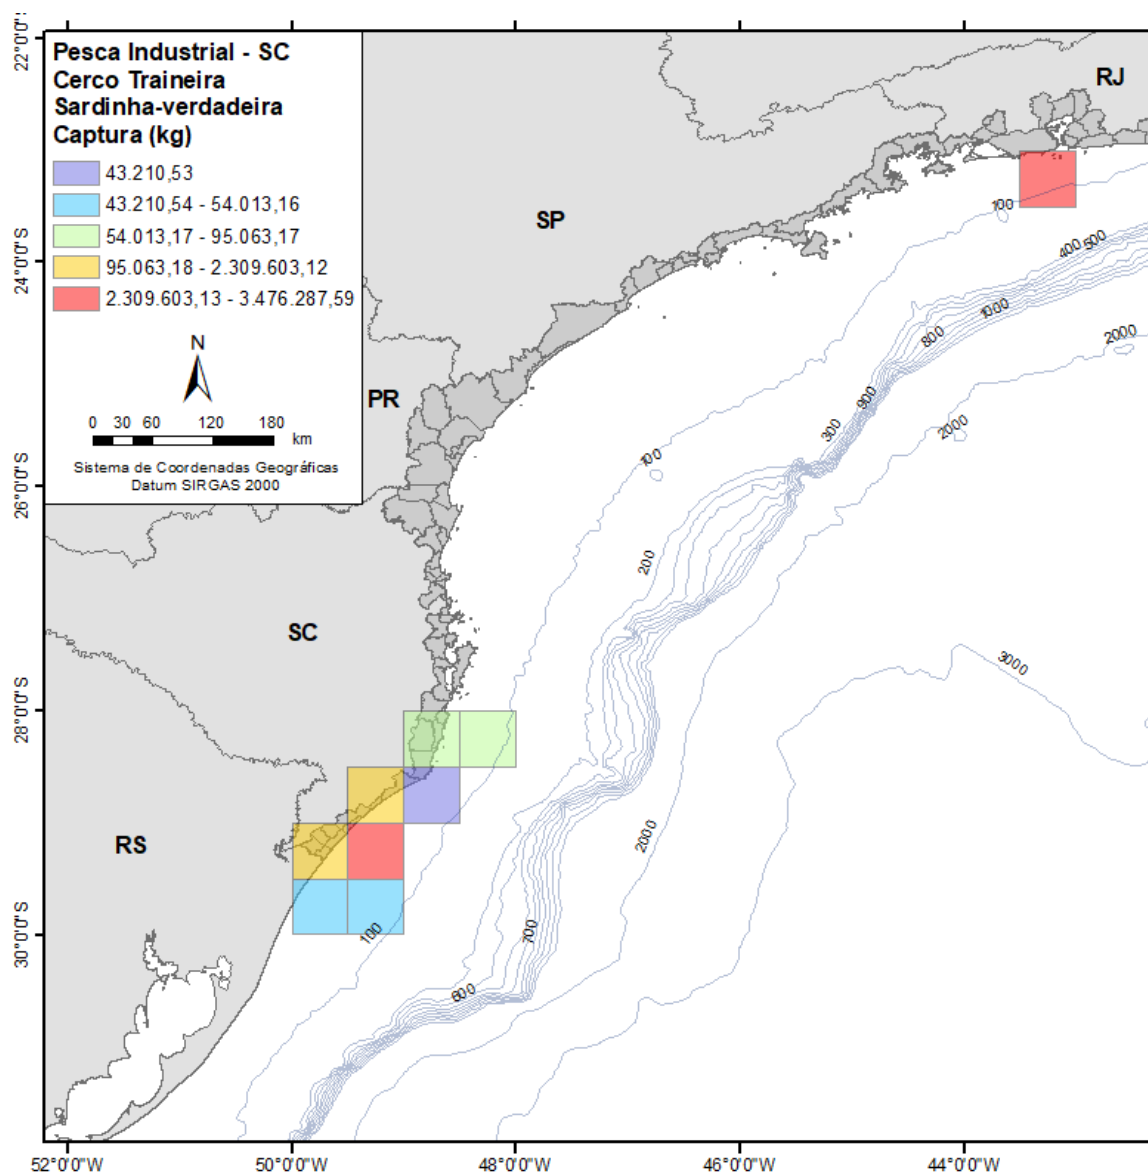 Pesca Industrial - SC
Cerco Traineira
Sardinha-verdadeira
Captura (kg)
43.210,53
43.210,54 - 54.013,16
54.013,17 - 95.063,17
95.063,18 - 2.309.603,12
2.309.603,13 - 3.476.287,59
N
0 30 60 120 180
km
Sistema de Coordenadas Geográficas
Datum SIRGAS 2000
RJ
SP
PR
SC
RS
100
400
500
1000
800
2000
900
300
2000
100
200
3000
2000
700
100
600
22°0'0"S
24°0'0"S
26°0'0"S
28°0'0"S
30°0'0"S
52°0'0"W
50°0'0"W
48°0'0"W
46°0'0"W
44°0'0"W